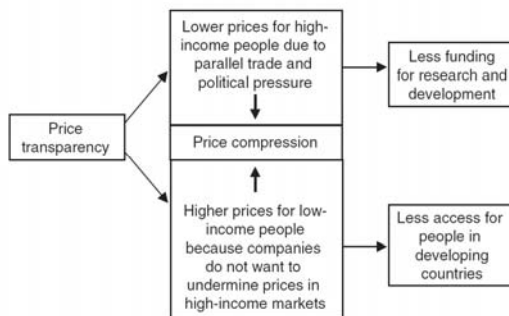 Lower prices for high-
income people due to
parallel trade and
political pressure
Less funding
for research and
development
Price
transparency
Price compression
Higher prices for low-
income people
because companies
do not want to
undermine prices in
high-income markets
Less access for
people in
developing
countries